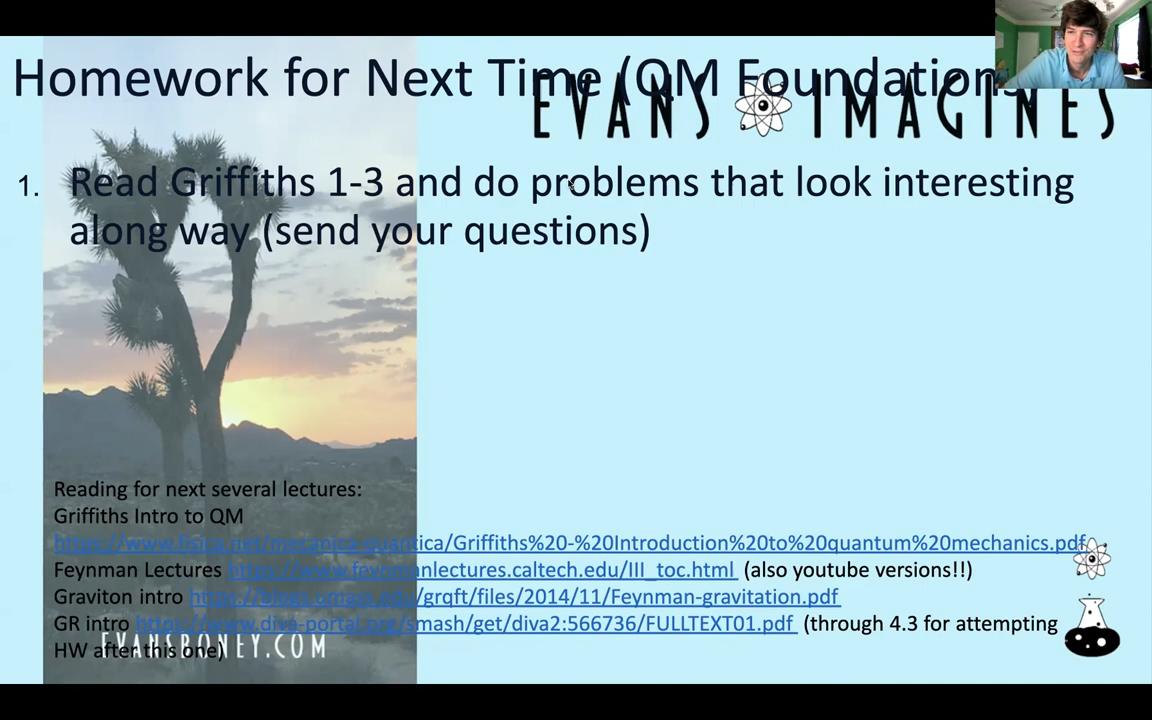 Homework for Next Time (QM Foundations
EVANS IMAGINES
1. Read Griffiths 1-3 and do problems that look interesting
along way (send your questions)
Reading for next several lectures:
Griffiths Intro to QM
https://www.fisica.net/mecanica-quantica/Griffiths%20-%20Introduction%20to%20quantum%20mechanics.pdf
Feynman Lectures https://www.feynmanlectures.caltech.edu/III_toc.html (also youtube versions!!)
Graviton intro https://blogs.umass.edu/grqft/files/2014/11/Feynman-gravitation.pdf
GR intro https://www.diva-portal.org/smash/get/diva2:566736/FULLTEXT01.pdf (through 4.3 for attempting
HW after this one)